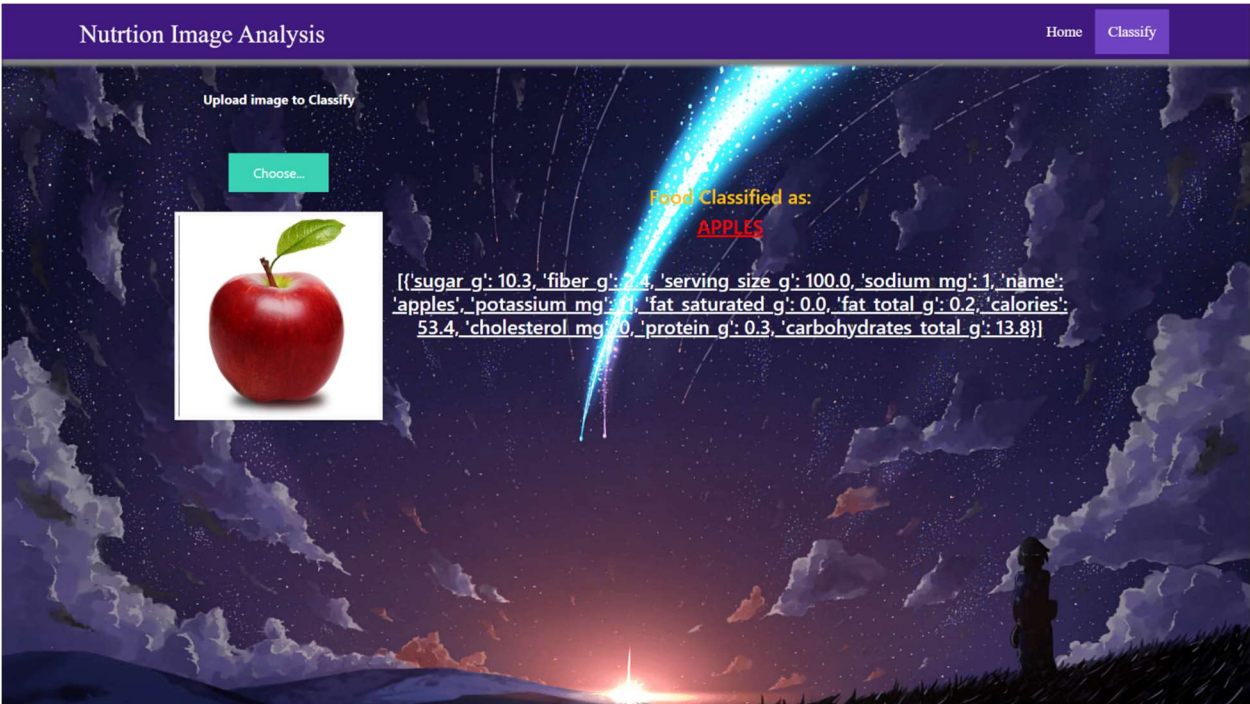 Nutrtion Image Analysis
Home
Classify
Upload image to Classify
Choose...
Food Classified as:
APPLES
[{'sugar_g': 10.3, 'fiber_g': 2.4, 'serving_size_g': 100.0, 'sodium_mg': 1, 'name':
'apples', 'potassium_mg': 11, 'fat_saturated_g': 0.0, 'fat_total_g': 0.2, 'calories':
53.4, 'cholesterol_mg': 0, 'protein_g': 0.3, 'carbohydrates_total_g': 13.8}]